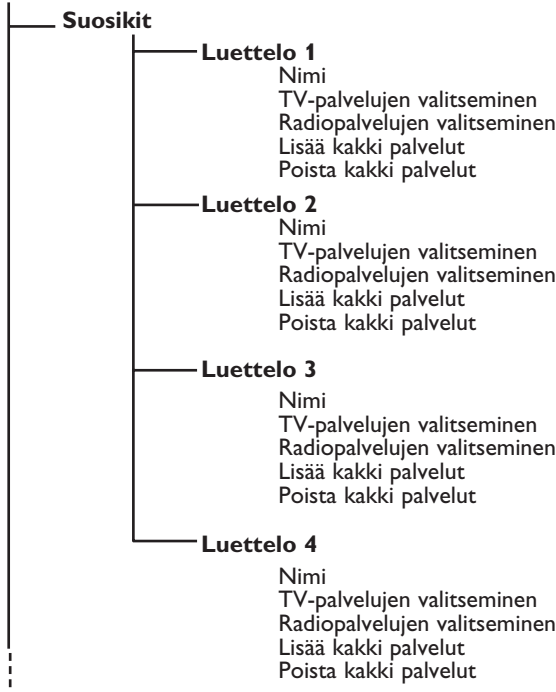 Suosikit
Luettelo 1
Nimi
TV-palvelujen valitseminen
Radiopalvelujen valitseminen
Lisää kakki palvelut
Poista kakki palvelut
Luettelo 2
Nimi
TV-palvelujen valitseminen
Radiopalvelujen valitseminen
Lisää kakki palvelut
Poista kakki palvelut
Luettelo 3
Nimi
TV-palvelujen valitseminen
Radiopalvelujen valitseminen
Lisää kakki palvelut
Poista kakki palvelut
Luettelo 4
Nimi
TV-palvelujen valitseminen
Radiopalvelujen valitseminen
Lisää kakki palvelut
Poista kakki palvelut